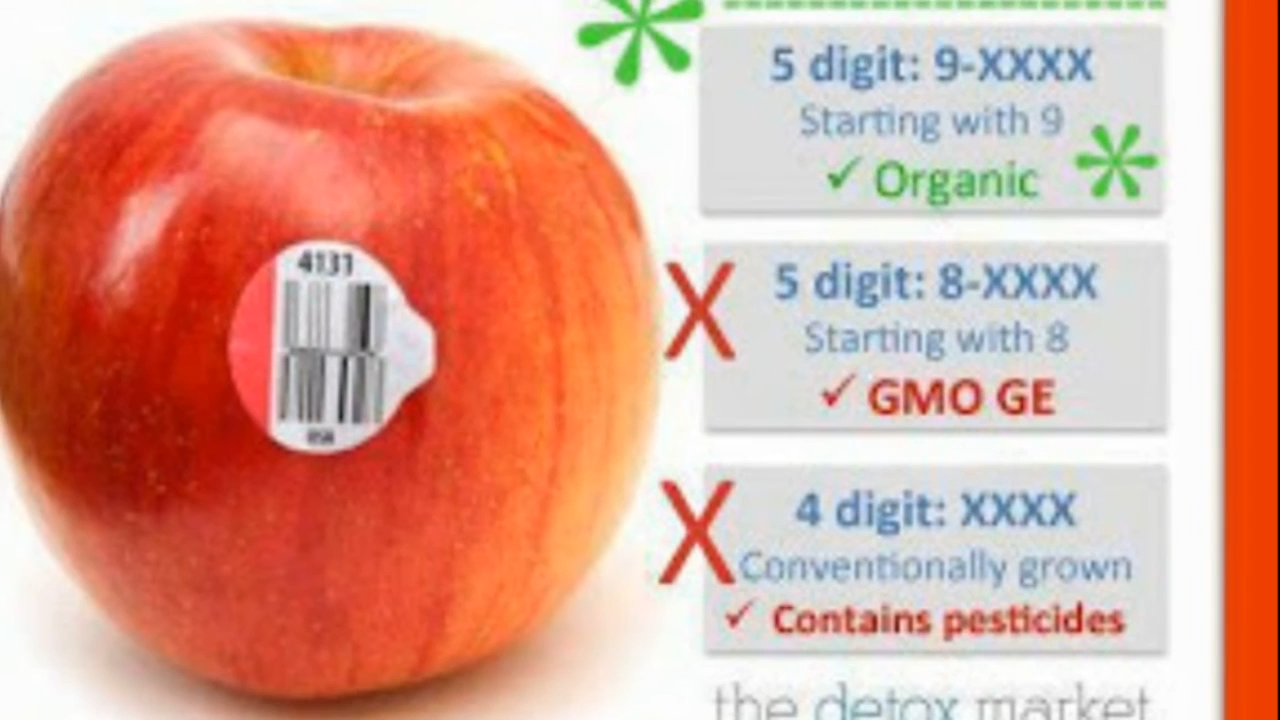 4131
USA
5 digit: 9-XXXX
Starting with 9
✓ Organic
X
5 digit: 8-XXXX
Starting with 8
✓ GMO GE
X
4 digit: XXXX
Conventionally grown
✓ Contains pesticides
the detox market